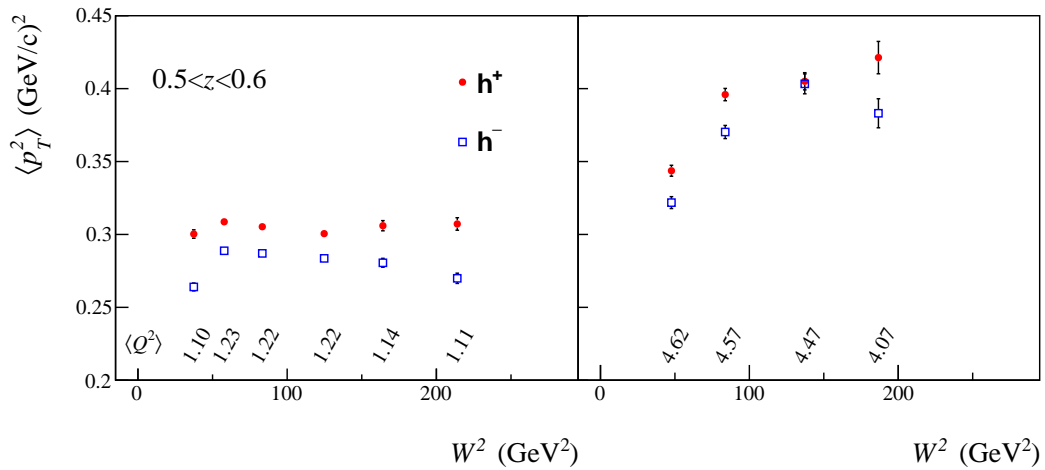 ⟨p_T^2⟩ (GeV/c)^2
0.45
0.4
0.35
0.3
0.25
0.2
0.5<z<0.6
h^+
h^−
⟨Q^2⟩ 1.10 1.23 1.22 1.22 1.14 1.11
4.62 4.57 4.47 4.07
0 100 200
0 100 200
W^2 (GeV^2)
W^2 (GeV^2)